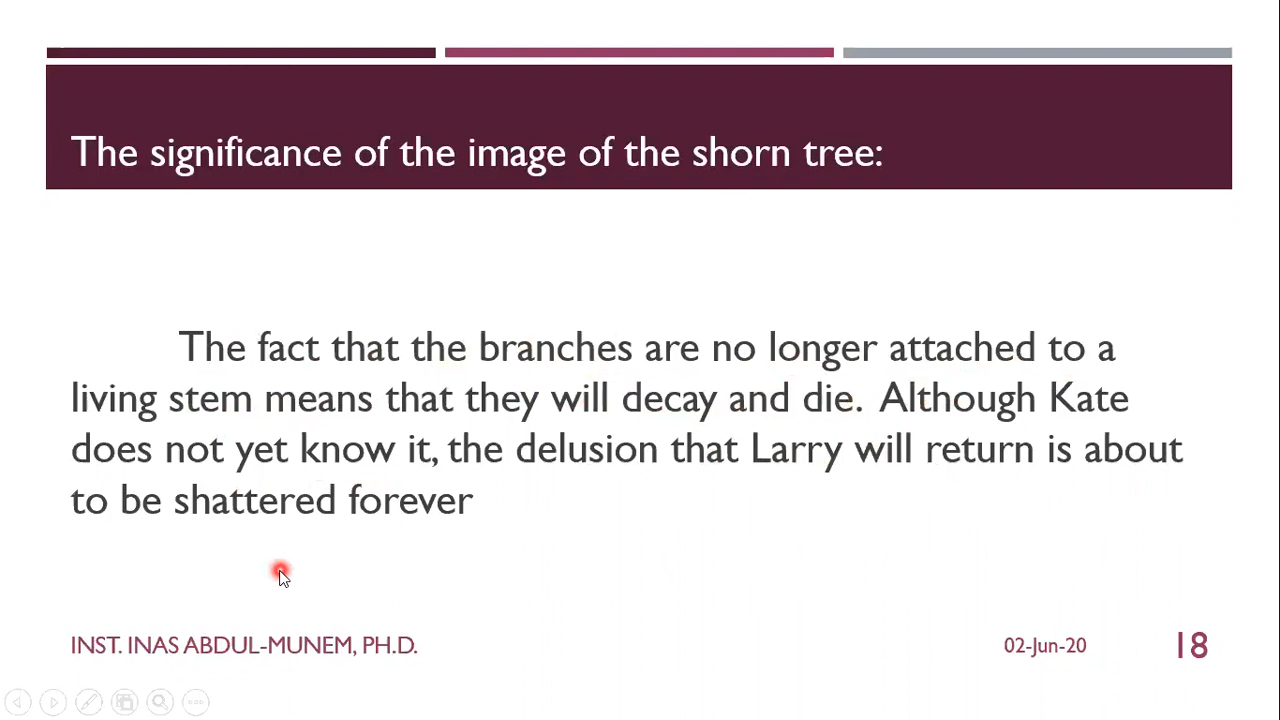 The significance of the image of the shorn tree:
The fact that the branches are no longer attached to a
living stem means that they will decay and die. Although Kate
does not yet know it, the delusion that Larry will return is about
to be shattered forever
INST. INAS ABDUL-MUNEM, PH.D.
02-Jun-20
18